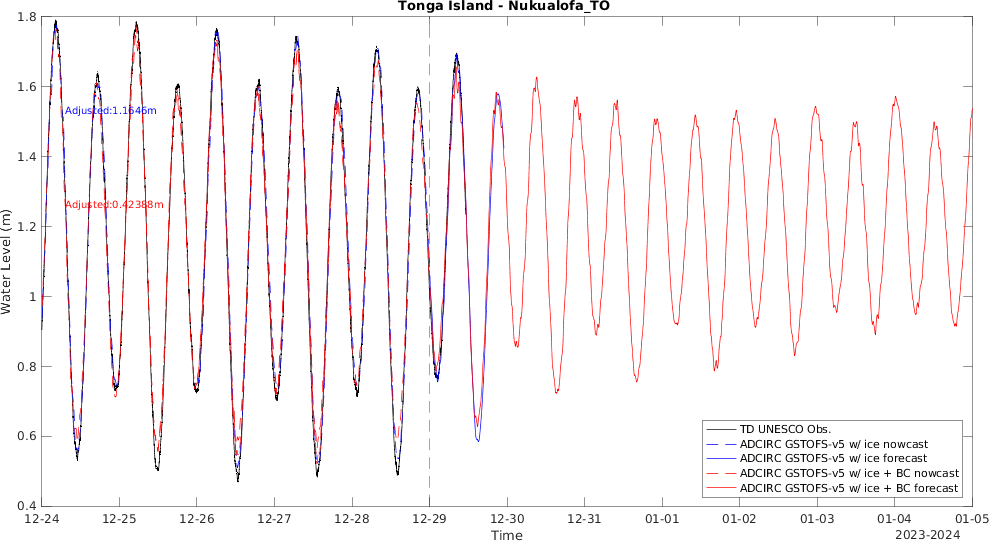 Tonga Island - Nukualofa_TO
1.8
1.6
1.4
1.2
1
0.8
0.6
0.4
Water Level (m)
Adjusted:1.1646m
Adjusted:0.42388m
TD UNESCO Obs.
ADCIRC GSTOFS-v5 w/ ice nowcast
ADCIRC GSTOFS-v5 w/ ice forecast
ADCIRC GSTOFS-v5 w/ ice + BC nowcast
ADCIRC GSTOFS-v5 w/ ice + BC forecast
12-24 12-25 12-26 12-27 12-28 12-29 12-30 12-31 01-01 01-02 01-03 01-04 01-05
Time
2023-2024